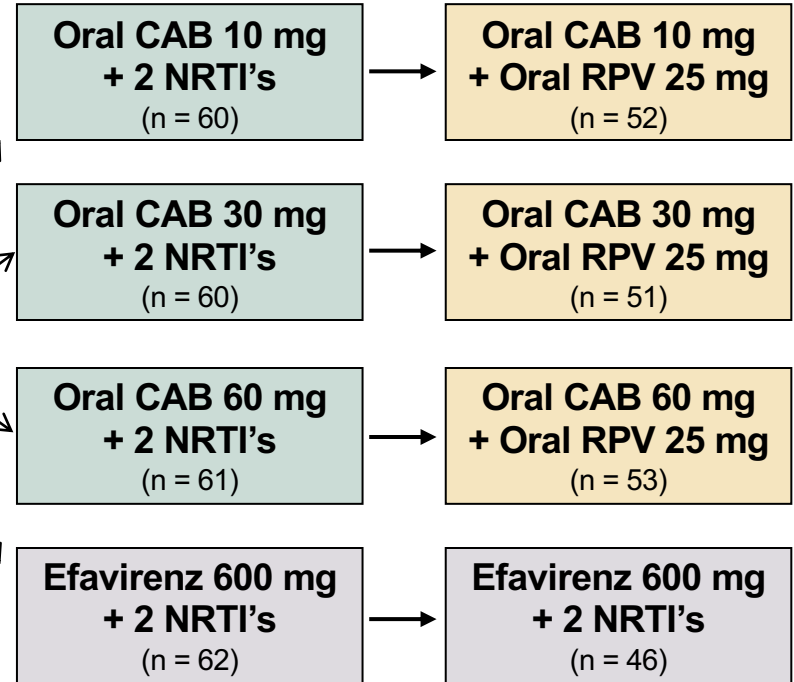 Oral CAB 10 mg
+ 2 NRTI's
(n = 60)
Oral CAB 10 mg
+ Oral RPV 25 mg
(n = 52)
Oral CAB 30 mg
+ 2 NRTI's
(n = 60)
Oral CAB 30 mg
+ Oral RPV 25 mg
(n = 51)
Oral CAB 60 mg
+ 2 NRTI's
(n = 61)
Oral CAB 60 mg
+ Oral RPV 25 mg
(n = 53)
Efavirenz 600 mg
+ 2 NRTI's
(n = 62)
Efavirenz 600 mg
+ 2 NRTI's
(n = 46)